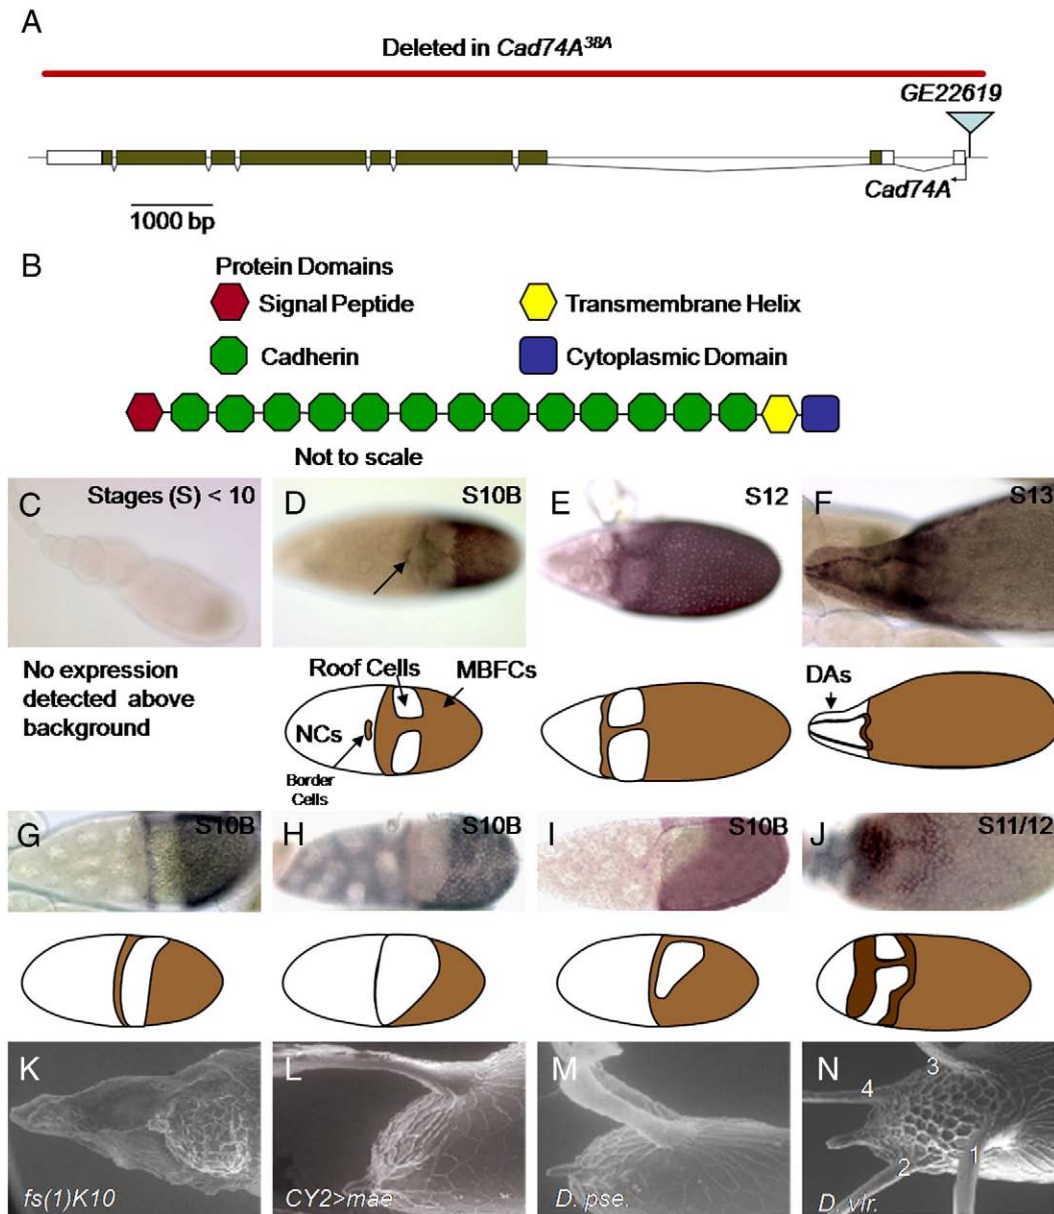 A
Deleted in Cad74A38A
GE22619
Cad74A
1000 bp
B
Protein Domains
Signal Peptide
Transmembrane Helix
Cadherin
Cytoplasmic Domain
Not to scale
C
Stages (S) < 10
D
S10B
E
S12
F
S13
No expression
detected above
background
Roof Cells
MBFCs
NCs
Border
Cells
DAs
G
S10B
H
S10B
I
S10B
J
S11/12
K
fs(1)K10
L
CY2>mae
M
D. pse.
N
3
4
2
1
D. vir.